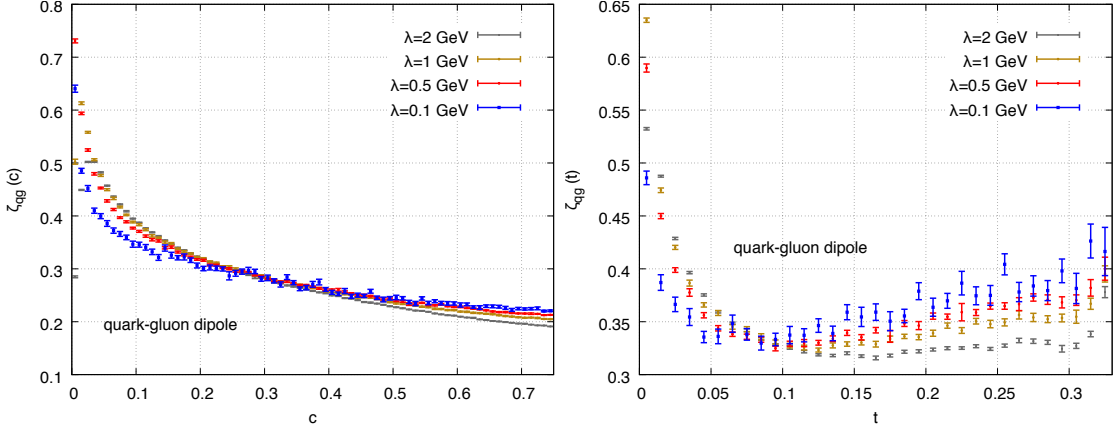 0.8
0.7
0.6
0.5
0.4
0.3
0.2
0.1
ζqg (c)
λ=2 GeV
λ=1 GeV
λ=0.5 GeV
λ=0.1 GeV
quark-gluon dipole
0 0.1 0.2 0.3 0.4 0.5 0.6 0.7
c
0.65
0.6
0.55
0.5
0.45
0.4
0.35
0.3
ζqg (t)
λ=2 GeV
λ=1 GeV
λ=0.5 GeV
λ=0.1 GeV
quark-gluon dipole
0 0.05 0.1 0.15 0.2 0.25 0.3
t